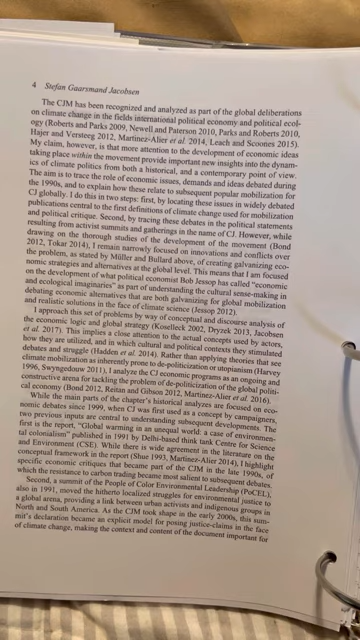 4 Stefan Gaarsmand Jacobsen
The CJM has been recognized and analyzed as part of the global deliberations
on climate change in the fields international political economy and political ecol-
ogy (Roberts and Parks 2009, Newell and Paterson 2010, Parks and Roberts 2010,
Hajer and Versteeg 2012, Martinez-Alier et al. 2014, Leach and Scoones 2015).
My claim, however, is that more attention to the development of economic ideas
taking place within the movement provide important new insights into the dynam-
ics of climate politics from both a historical, and a contemporary point of view.
The aim is to trace the role of economic issues, demands and ideas debated during
the 1990s, and to explain how these relate to subsequent popular mobilization for
CJ globally. I do this in two steps: first, by locating these issues in widely debated
publications central to the first definitions of climate change used for mobilization
and political critique. Second, by tracing these debates in the political statements
resulting from activist summits and gatherings in the name of CJ. However, while
drawing on the thorough studies of the development of the movement (Bond
2012, Tokar 2014), I remain narrowly focused on innovations and conflicts over
the problem, as stated by Müller and Bullard above, of creating galvanizing eco-
nomic strategies and alternatives at the global level. This means that I am focused
on the development of what political economist Bob Jessop has called "economic
and ecological imaginaries" as part of understanding the cultural sense-making in
debating economic alternatives that are both galvanizing for global mobilization
and realistic solutions in the face of climate science (Jessop 2012).
I approach this set of problems by way of conceptual and discourse analysis of
the economic logic and global strategy (Koselleck 2002, Dryzek 2013, Jacobsen
et al. 2017). This implies a close attention to the actual concepts used by actors,
how they are utilized, and in which cultural and political contexts they stimulated
debates and struggle (Hadden et al. 2014). Rather than applying theories that see
climate mobilization as inherently prone to de-politicization or utopianism (Harvey
1996, Swyngedouw 2011), I analyze the CJ economic programs as an ongoing and
constructive arena for tackling the problem of de-politicization of the global politi-
cal economy (Bond 2012, Reitan and Gibson 2012, Martinez-Alier et al. 2016).
While the main parts of the chapter's historical analyzes are focused on eco-
nomic debates since 1999, when CJ was first used as a concept by campaigners,
two previous inputs are central to understanding subsequent developments. The
first is the report, "Global warming in an unequal world: a case of environmen-
tal colonialism" published in 1991 by Delhi-based think tank Centre for Science
and Environment (CSE). While there is wide agreement in the literature on the
conceptual framework in the report (Shue 1993, Martinez-Alier 2014), I highlight
specific economic critiques that became part of the CJM in the late 1990s, of
which the resistance to carbon trading became most salient to subsequent debates.
Second, a summit of the People of Color Environmental Leadership (PoCEL),
also in 1991, moved the hitherto localized struggles for environmental justice to
a global arena, providing a link between urban activists and indigenous groups in
North and South America. As the CJM took shape in the early 2000s, this sum-
mit's declaration became an explicit model for posing justice-claims in the face
of climate change, making the context and content of the document important for